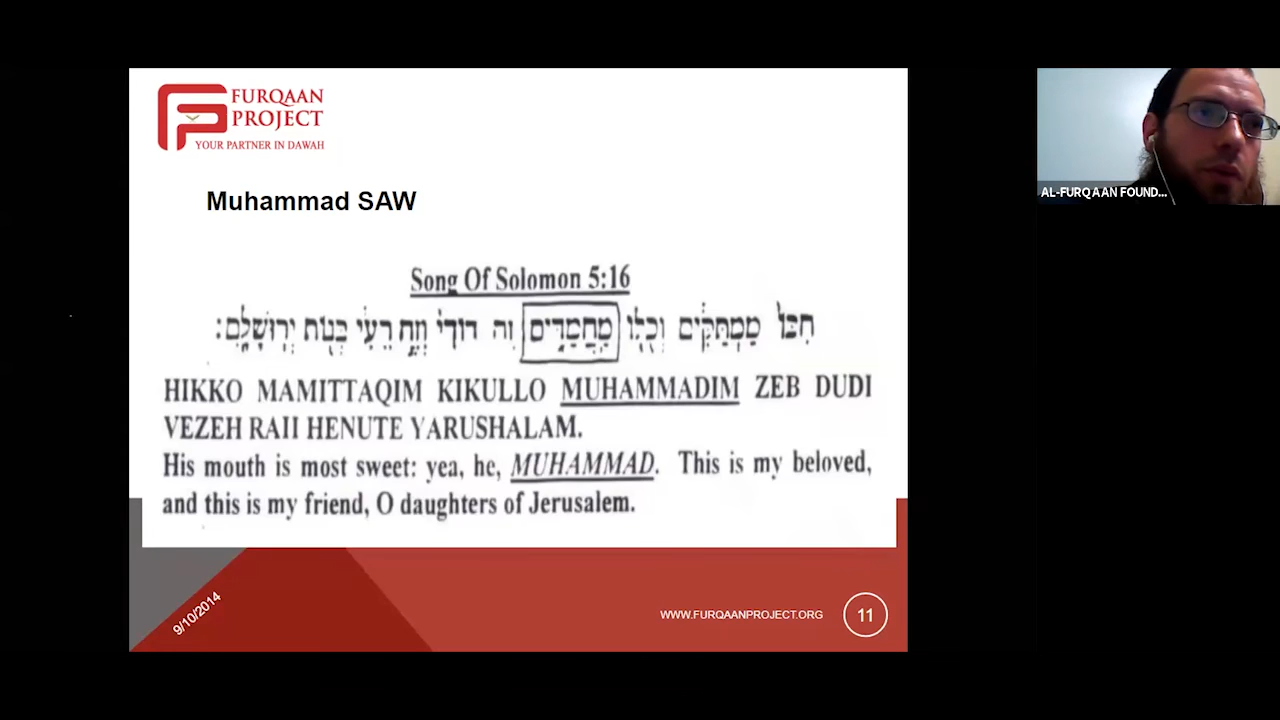 FURQAAN
PROJECT
YOUR PARTNER IN DAWAH
AL-FURQAAN FOUND...
Muhammad SAW
Song Of Solomon 5:16
חִכּוֹ֙ מַֽמְתַקִּ֔ים וְכֻלּ֖וֹ מַחֲמַדִּ֑ים זֶ֤ה דוֹדִי֙ וְזֶ֣ה רֵעִ֔י בְּנ֖וֹת יְרוּשָׁלִָֽם׃
HIKKO MAMITTAQIM KIKULLO MUHAMMADIM ZEB DUDI
VEZEH RAII HENUTE YARUSHALAM.
His mouth is most sweet: yea, he, MUHAMMAD. This is my beloved,
and this is my friend, O daughters of Jerusalem.
9/10/2014
WWW.FURQAANPROJECT.ORG
11